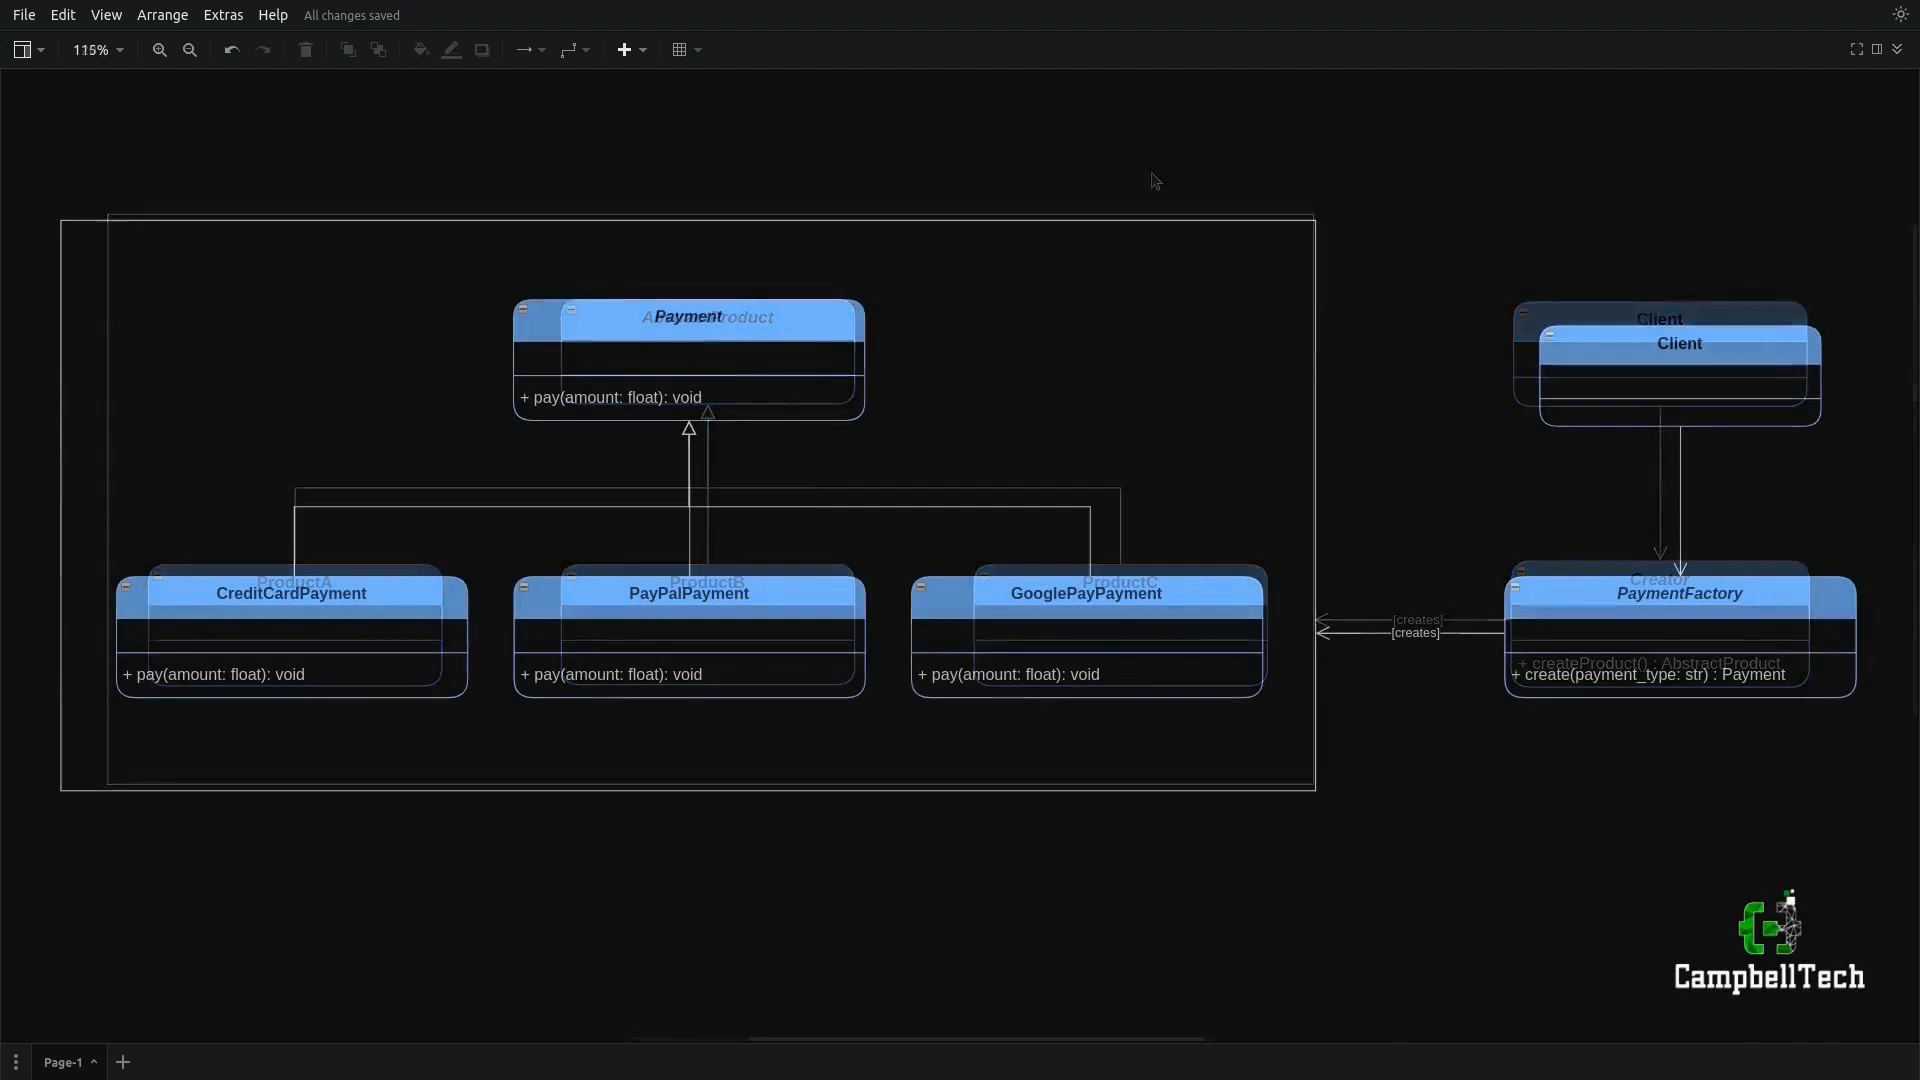 File Edit View Arrange Extras Help All changes saved
115%
Payment
+ pay(amount: float): void
Client
Client
ProductA
ProductB
ProductC
Creator
CreditCardPayment
PayPalPayment
GooglePayPayment
PaymentFactory
[creates]
[creates]
+ createProduct() : AbstractProduct
+ pay(amount: float): void
+ pay(amount: float): void
+ pay(amount: float): void
+ create(payment_type: str) : Payment
CampbellTech
Page-1